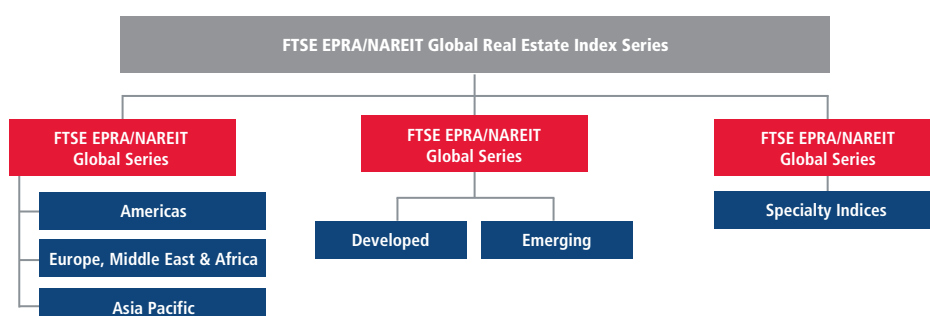 FTSE EPRA/NAREIT Global Real Estate Index Series
FTSE EPRA/NAREIT
Global Series
Americas
Europe, Middle East & Africa
Asia Pacific
FTSE EPRA/NAREIT
Global Series
Developed
Emerging
FTSE EPRA/NAREIT
Global Series
Specialty Indices